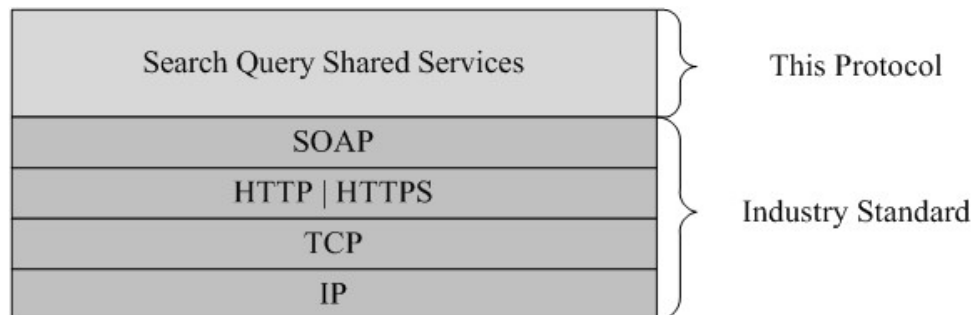 Search Query Shared Services
This Protocol
SOAP
HTTP | HTTPS
Industry Standard
TCP
IP